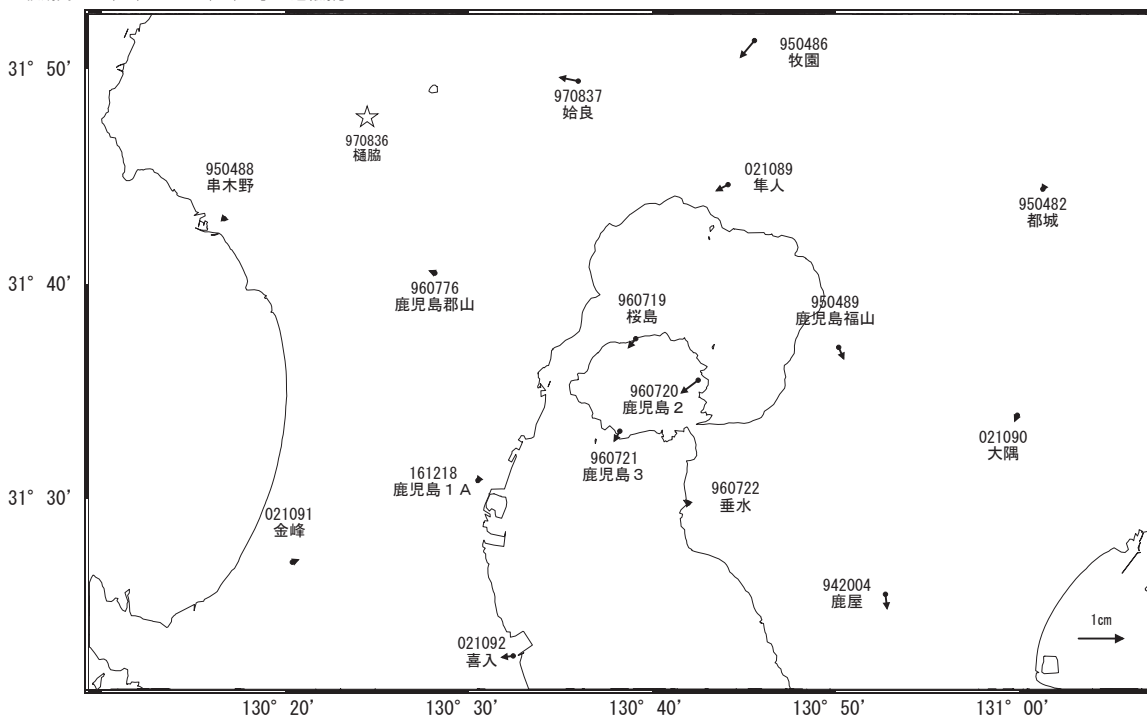 31° 50'
950486
牧園
970837
姶良
970836
樋脇
950488
串木野
021089
隼人
950482
都城
31° 40'
960776
鹿児島郡山
960719
桜島
950489
鹿児島福山
960720
鹿児島２
021090
大隅
960721
鹿児島３
161218
鹿児島１Ａ
31° 30'
960722
垂水
021091
金峰
942004
鹿屋
1cm
021092
喜入
130° 20'
130° 30'
130° 40'
130° 50'
131° 00'